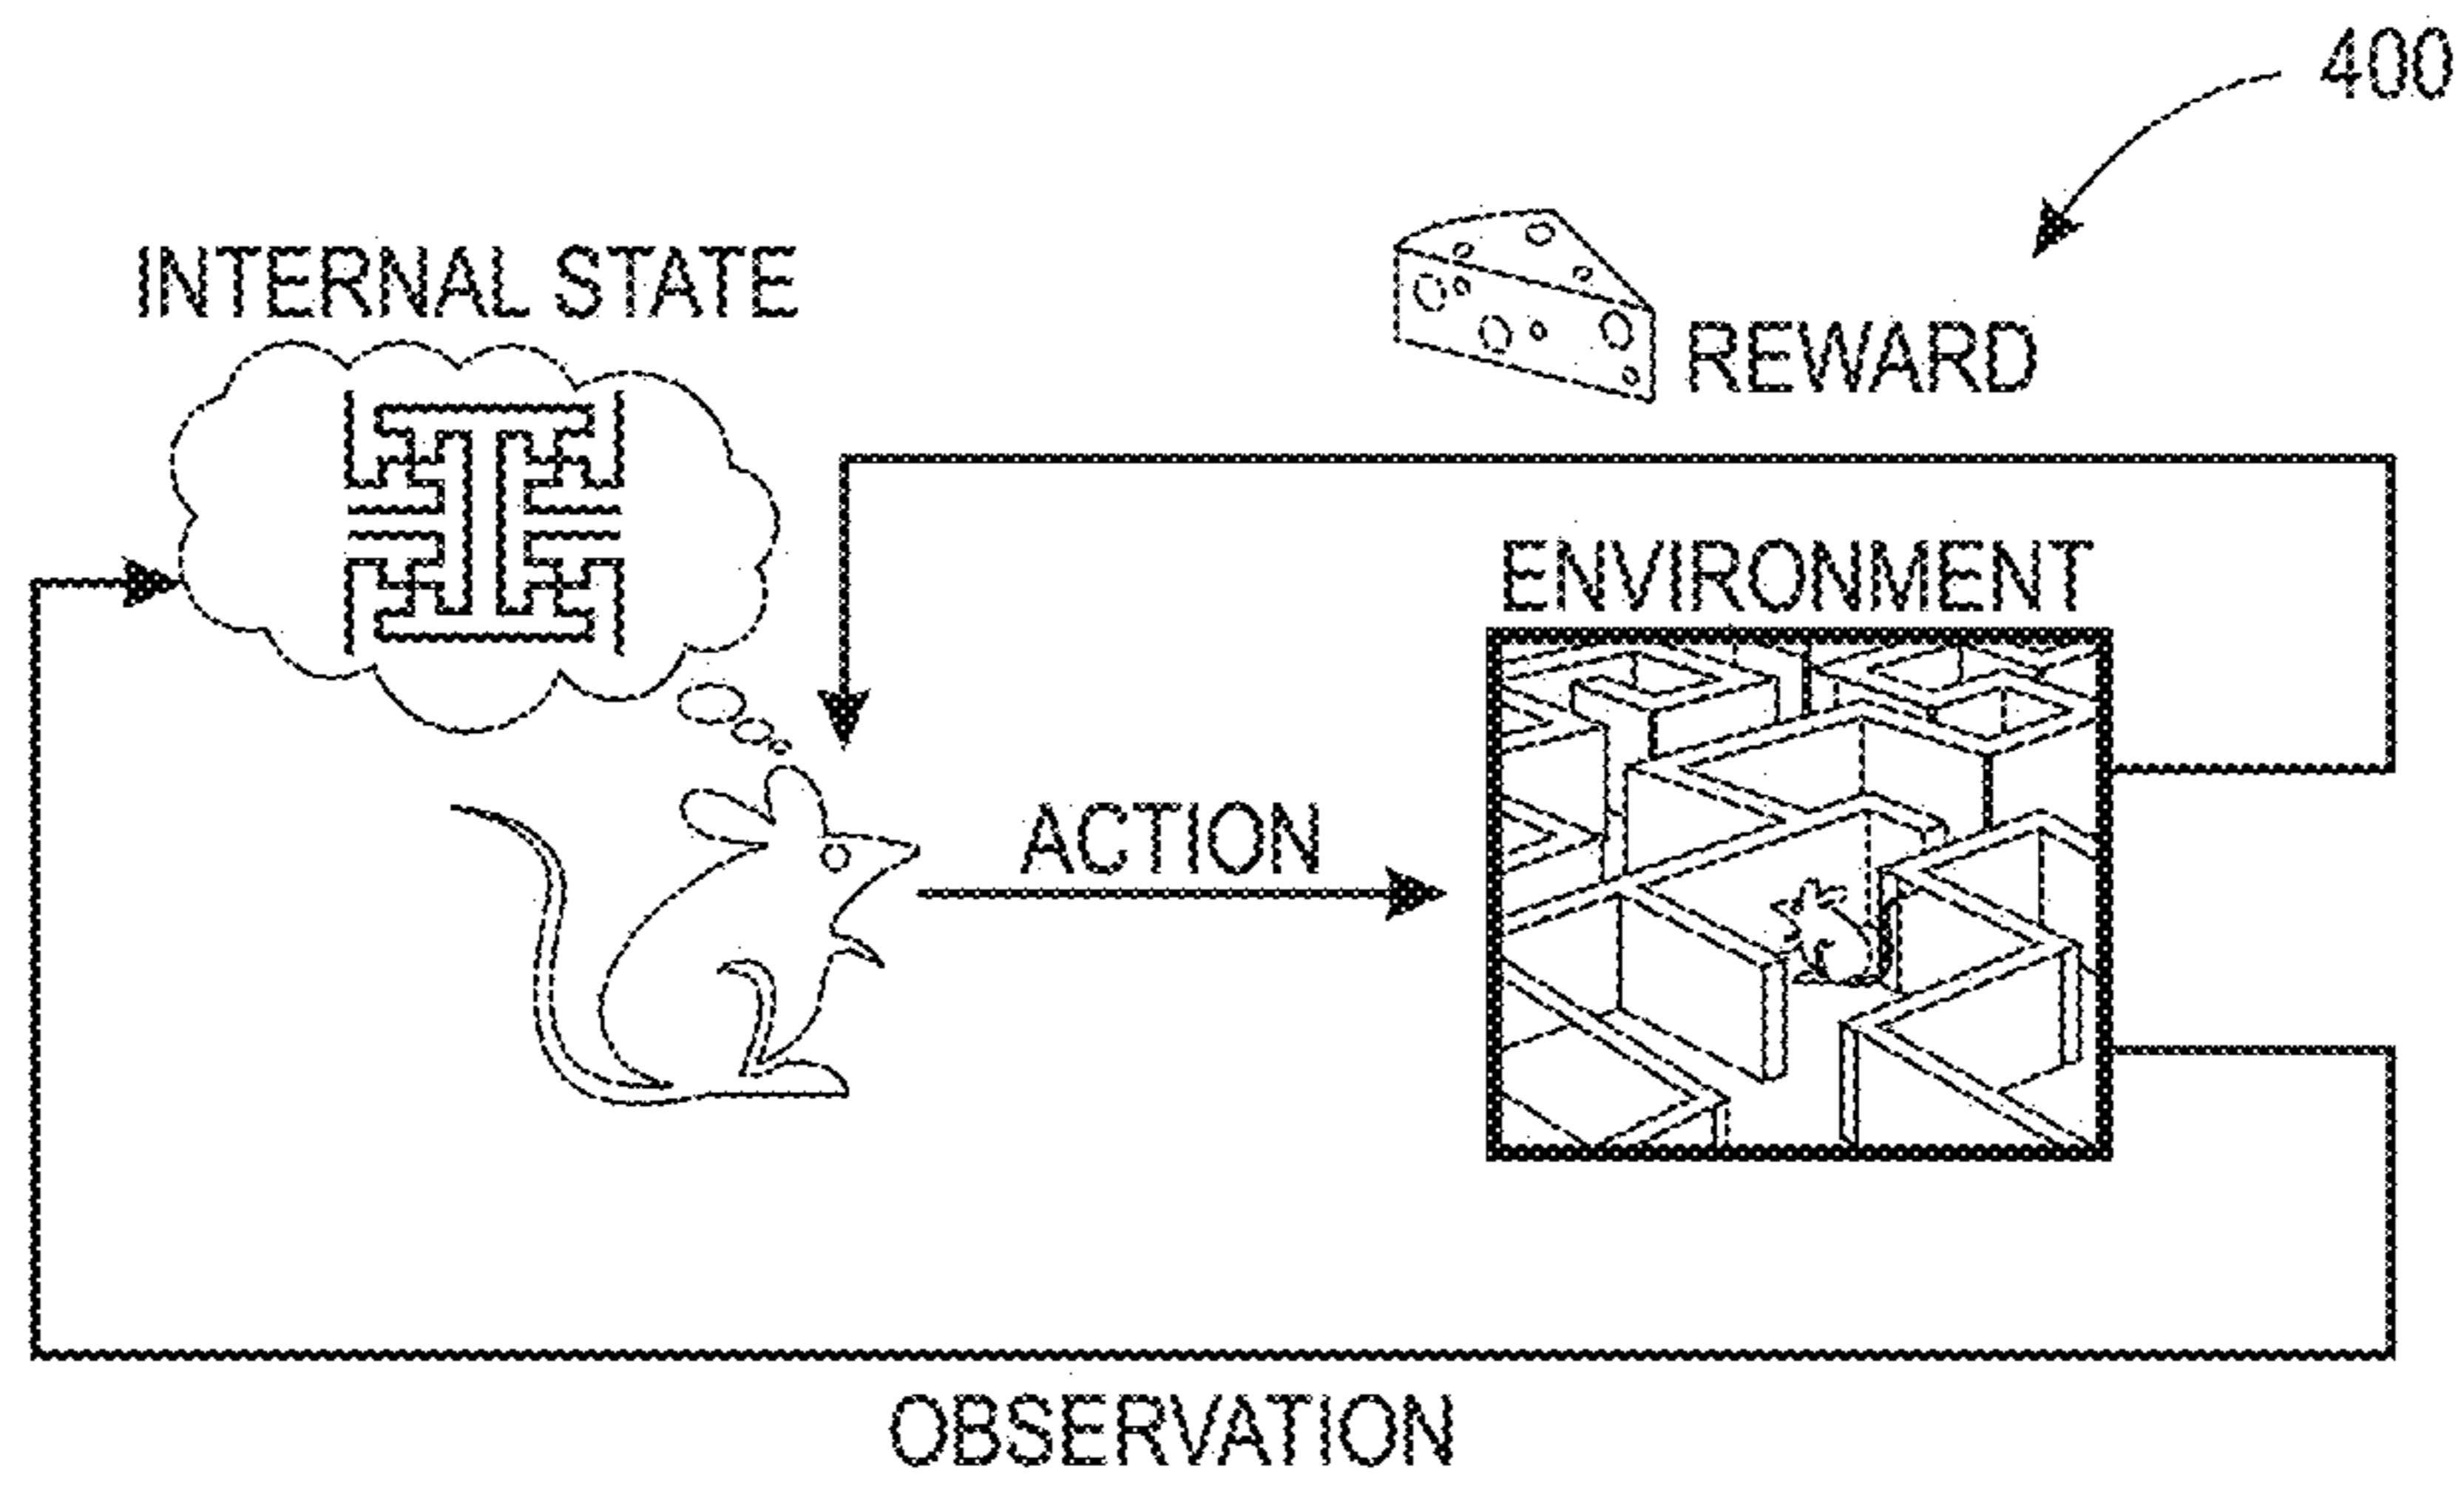 400
INTERNAL STATE
REWARD
ENVIRONMENT
ACTION
OBSERVATION